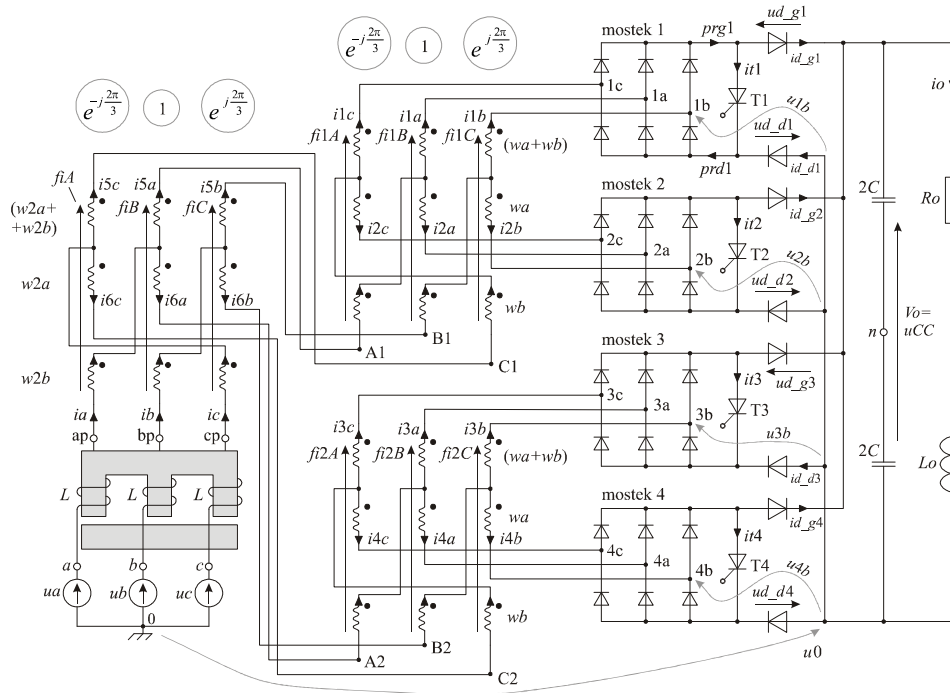 e^{-j 2π/3} 1 e^{j 2π/3}
mostek 1 prg1 ud_g1
id_g1
it1
io
1c
1a
1b
T1
u1b
ud_d1
i1c i1a i1b
fi1A fi1B fi1C (wa+wb)
prd1 id_d1
e^{-j 2π/3} 1 e^{j 2π/3}
fiA i5c i5a i5b
(w2a+ fiB fiC
+w2b)
wa
mostek 2
id_g2
2C
Ro
it2
i2c i2a i2b
2c
2a
2b
T2
u2b
ud_d2
w2a
i6c i6a i6b
wb
Vo=
uCC
n
B1
A1
C1
mostek 3
w2b
ud_g3
it3
3c
3a
3b
T3
ia ib ic
ap bp cp
i3c i3a i3b
fi2A fi2B fi2C (wa+wb)
u3b
2C
Lo
id_d3
L L L
wa
mostek 4
id_g4
it4
i4c i4a i4b
4c
4a
4b
T4
u4b
ud_d4
a b c
ua ub uc
0
wb
B2
A2
C2
u0